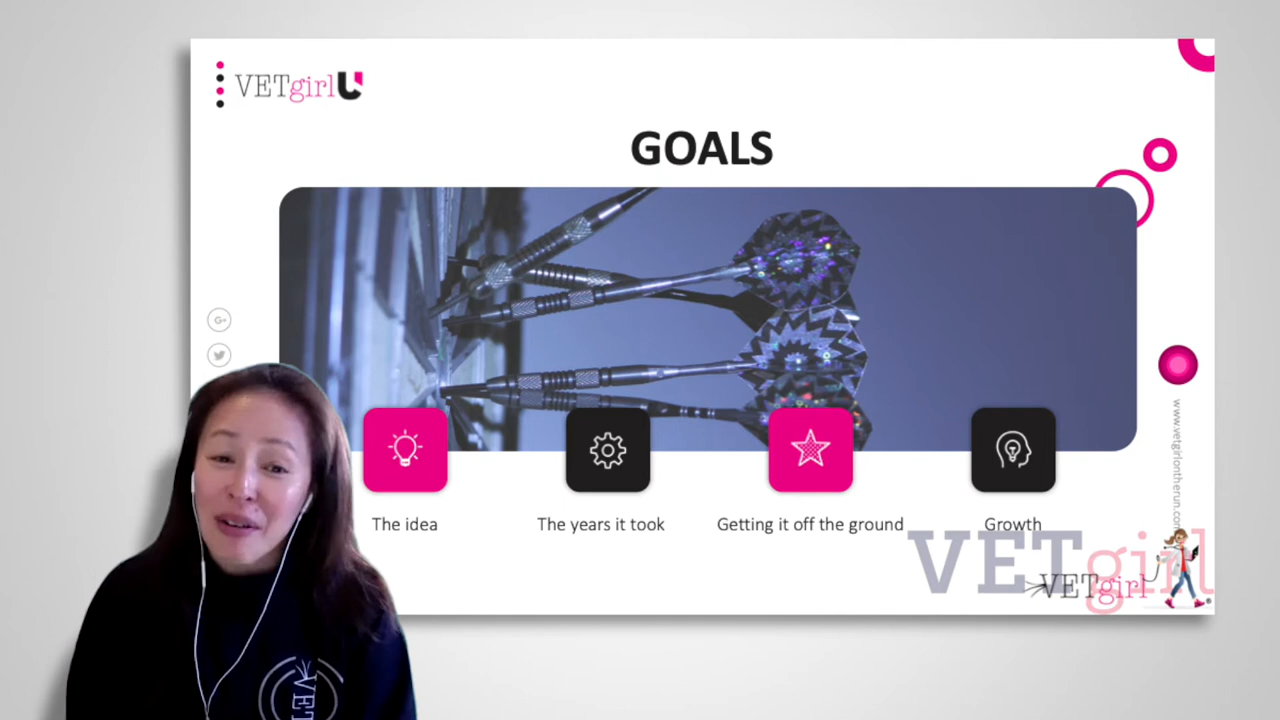 VETgirl U
GOALS
G+
The idea
The years it took
Getting it off the ground
Growth
www.vetgirlontherun.com
VETgirl
VETgirl
VET